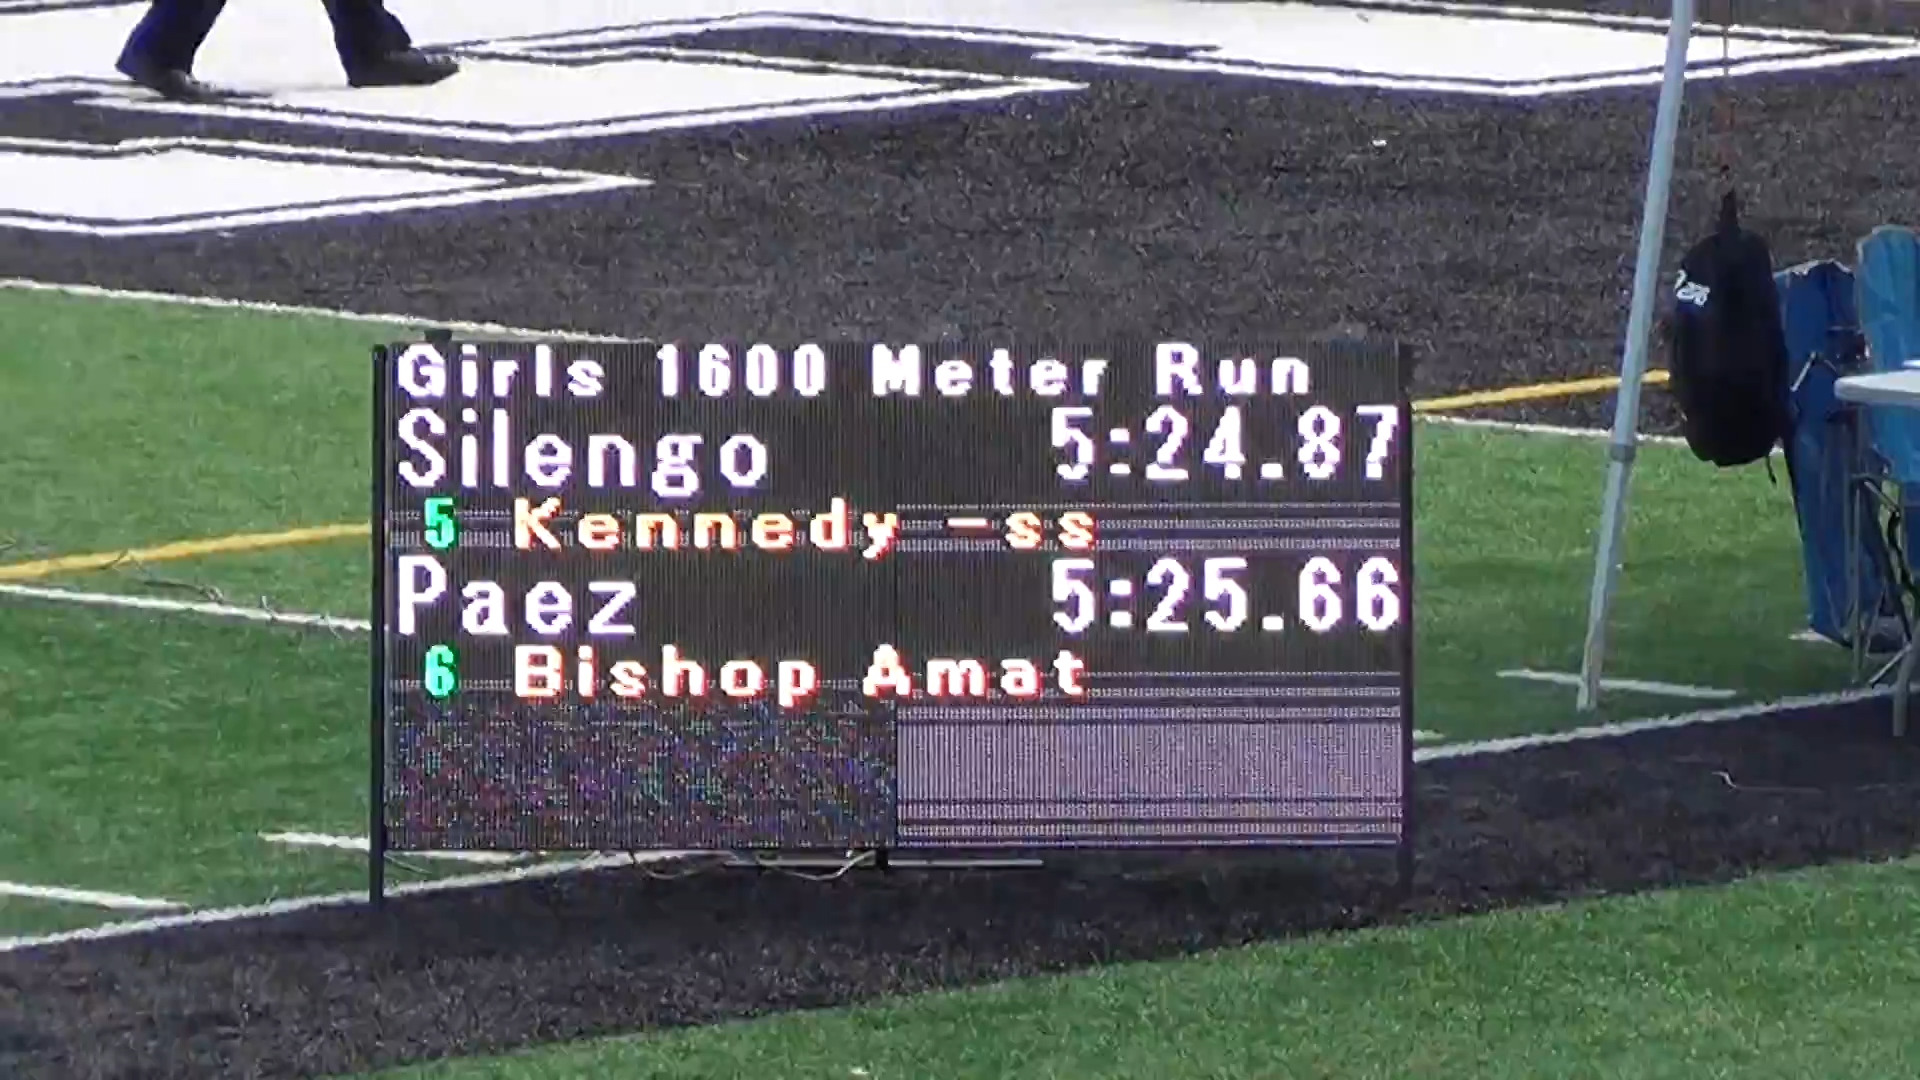 Girls 1600 Meter Run
Silengo 5:24.87
5 Kennedy -ss
Paez 5:25.66
6 Bishop Amat